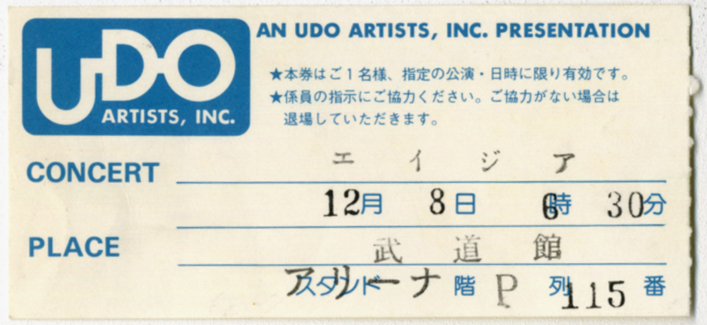 UDO
ARTISTS, INC.
AN UDO ARTISTS, INC. PRESENTATION
★本券はご1名様、指定の公演・日時に限り有効です。
★係員の指示にご協力ください。ご協力がない場合は
退場していただきます。
CONCERT エイジア
12月 8日 6時 30分
PLACE 武道館
スタンド アリーナ 階 P 列 115 番